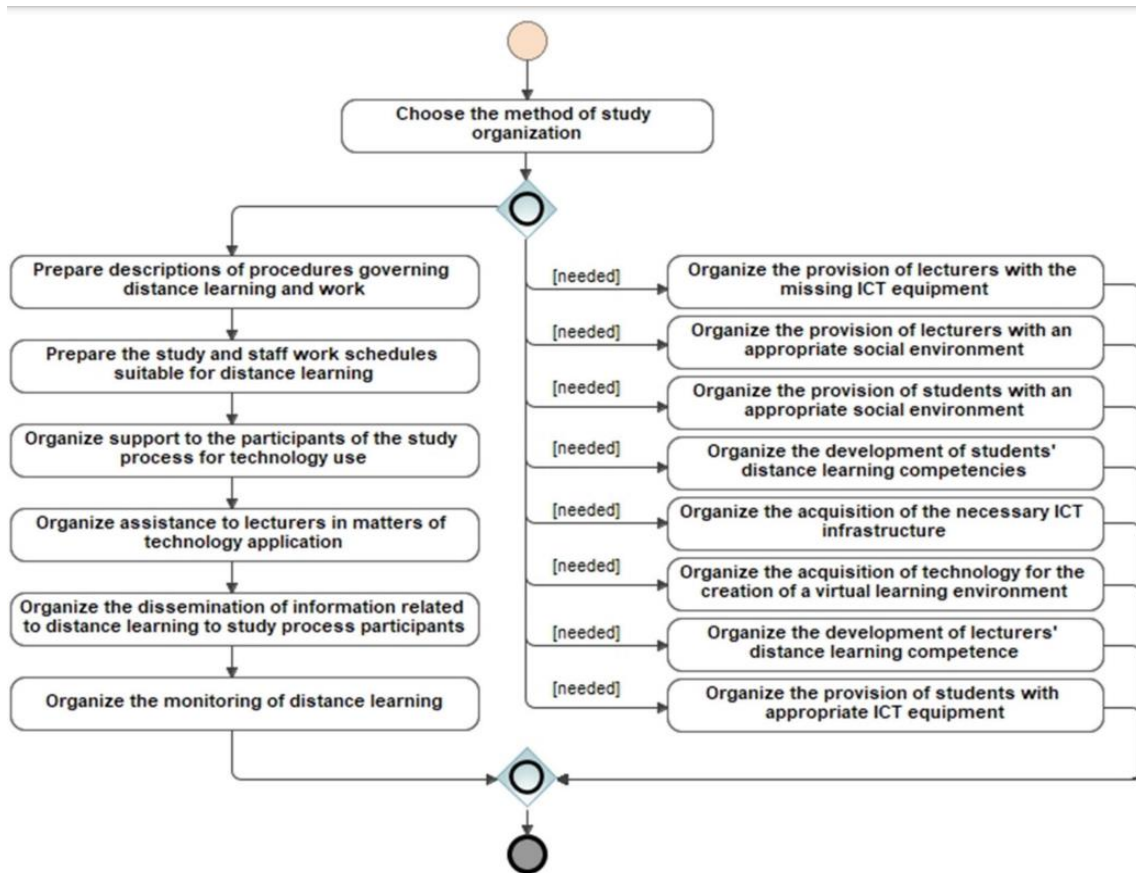 Choose the method of study
organization
Prepare descriptions of procedures governing
distance learning and work
Prepare the study and staff work schedules
suitable for distance learning
Organize support to the participants of the study
process for technology use
Organize assistance to lecturers in matters of
technology application
Organize the dissemination of information related
to distance learning to study process participants
Organize the monitoring of distance learning
[needed]
Organize the provision of lecturers with the
missing ICT equipment
[needed]
Organize the provision of lecturers with an
appropriate social environment
[needed]
Organize the provision of students with an
appropriate social environment
[needed]
Organize the development of students'
distance learning competencies
[needed]
Organize the acquisition of the necessary ICT
infrastructure
[needed]
Organize the acquisition of technology for the
creation of a virtual learning environment
[needed]
Organize the development of lecturers'
distance learning competence
[needed]
Organize the provision of students with
appropriate ICT equipment